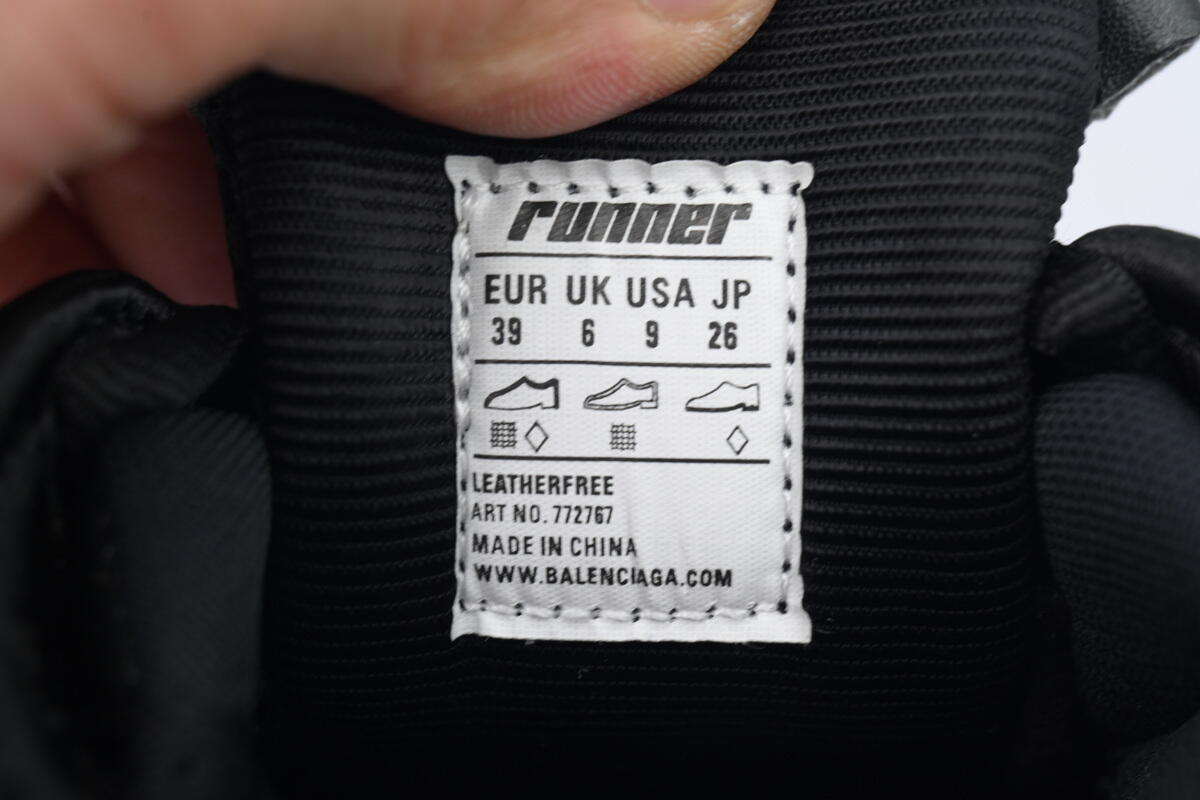 runner
EUR UK USA JP
39 6 9 26
LEATHERFREE
ART NO. 772767
MADE IN CHINA
WWW.BALENCIAGA.COM